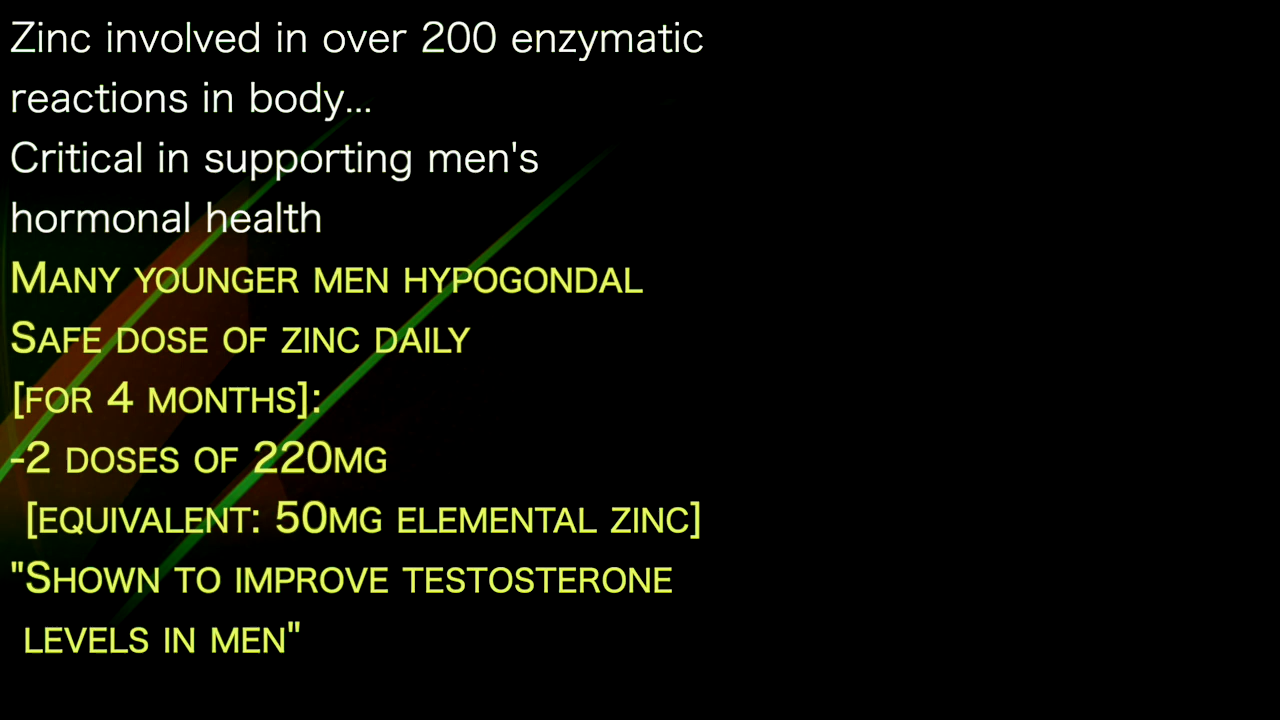 Zinc involved in over 200 enzymatic
reactions in body...
Critical in supporting men's
hormonal health
MANY YOUNGER MEN HYPOGONDAL
SAFE DOSE OF ZINC DAILY
[FOR 4 MONTHS]:
-2 DOSES OF 220MG
[EQUIVALENT: 50MG ELEMENTAL ZINC]
"SHOWN TO IMPROVE TESTOSTERONE
LEVELS IN MEN"